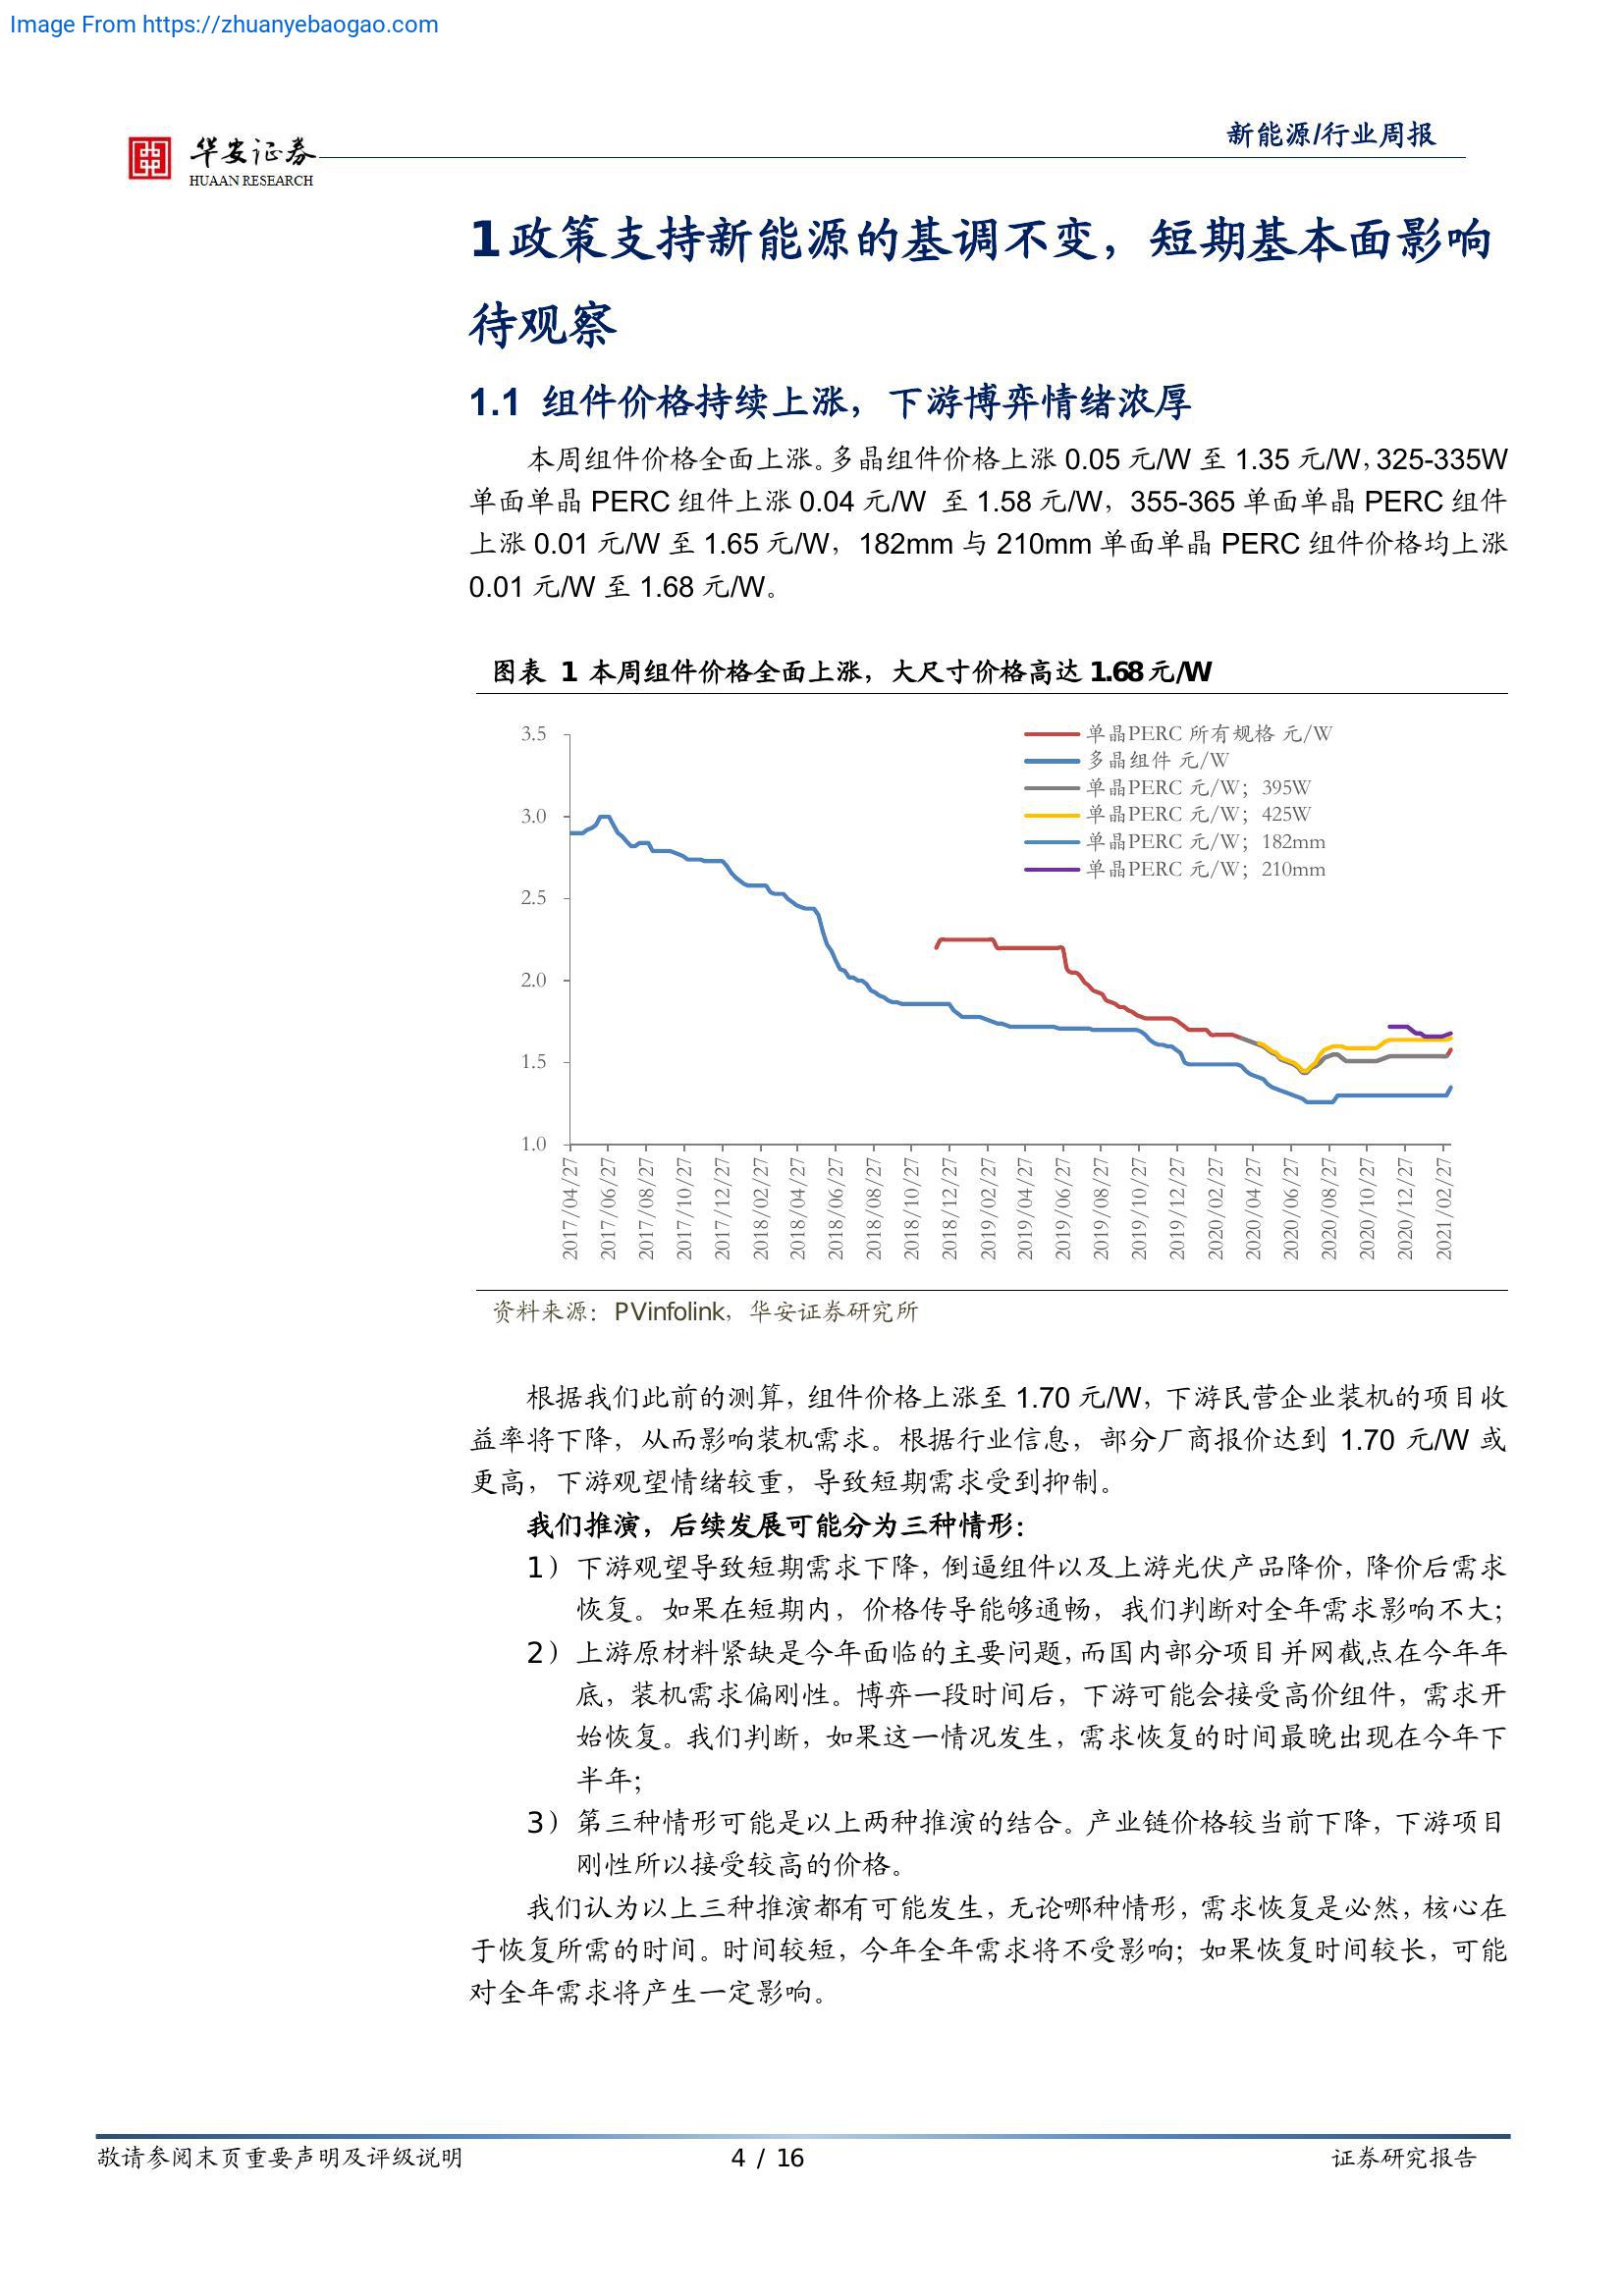 Image From https://zhuanyebaogao.com
华安证券
HUAAN RESEARCH
新能源/行业周报
1 政策支持新能源的基调不变，短期基本面影响
待观察
1.1 组件价格持续上涨，下游博弈情绪浓厚
本周组件价格全面上涨。多晶组件价格上涨 0.05 元/W 至 1.35 元/W，325-335W
单面单晶 PERC 组件上涨 0.04 元/W 至 1.58 元/W，355-365 单面单晶 PERC 组件
上涨 0.01 元/W 至 1.65 元/W，182mm 与 210mm 单面单晶 PERC 组件价格均上涨
0.01 元/W 至 1.68 元/W。
图表 1 本周组件价格全面上涨，大尺寸价格高达 1.68 元/W
3.5
3.0
2.5
2.0
1.5
1.0
单晶PERC 所有规格 元/W
多晶组件 元/W
单晶PERC 元/W；395W
单晶PERC 元/W；425W
单晶PERC 元/W；182mm
单晶PERC 元/W；210mm
2017/04/27
2017/06/27
2017/08/27
2017/10/27
2017/12/27
2018/02/27
2018/04/27
2018/06/27
2018/08/27
2018/10/27
2018/12/27
2019/02/27
2019/04/27
2019/06/27
2019/08/27
2019/10/27
2019/12/27
2020/02/27
2020/04/27
2020/06/27
2020/08/27
2020/10/27
2020/12/27
2021/02/27
资料来源：PVinfolink，华安证券研究所
根据我们此前的测算，组件价格上涨至 1.70 元/W，下游民营企业装机的项目收
益率将下降，从而影响装机需求。根据行业信息，部分厂商报价达到 1.70 元/W 或
更高，下游观望情绪较重，导致短期需求受到抑制。
我们推演，后续发展可能分为三种情形：
1）下游观望导致短期需求下降，倒逼组件以及上游光伏产品降价，降价后需求
恢复。如果在短期内，价格传导能够通畅，我们判断对全年需求影响不大；
2）上游原材料紧缺是今年面临的主要问题，而国内部分项目并网截点在今年年
底，装机需求偏刚性。博弈一段时间后，下游可能会接受高价组件，需求开
始恢复。我们判断，如果这一情况发生，需求恢复的时间最晚出现在今年下
半年；
3）第三种情形可能是以上两种推演的结合。产业链价格较当前下降，下游项目
刚性所以接受较高的价格。
我们认为以上三种推演都有可能发生，无论哪种情形，需求恢复是必然，核心在
于恢复所需的时间。时间较短，今年全年需求将不受影响；如果恢复时间较长，可能
对全年需求将产生一定影响。
敬请参阅末页重要声明及评级说明
4 / 16
证券研究报告